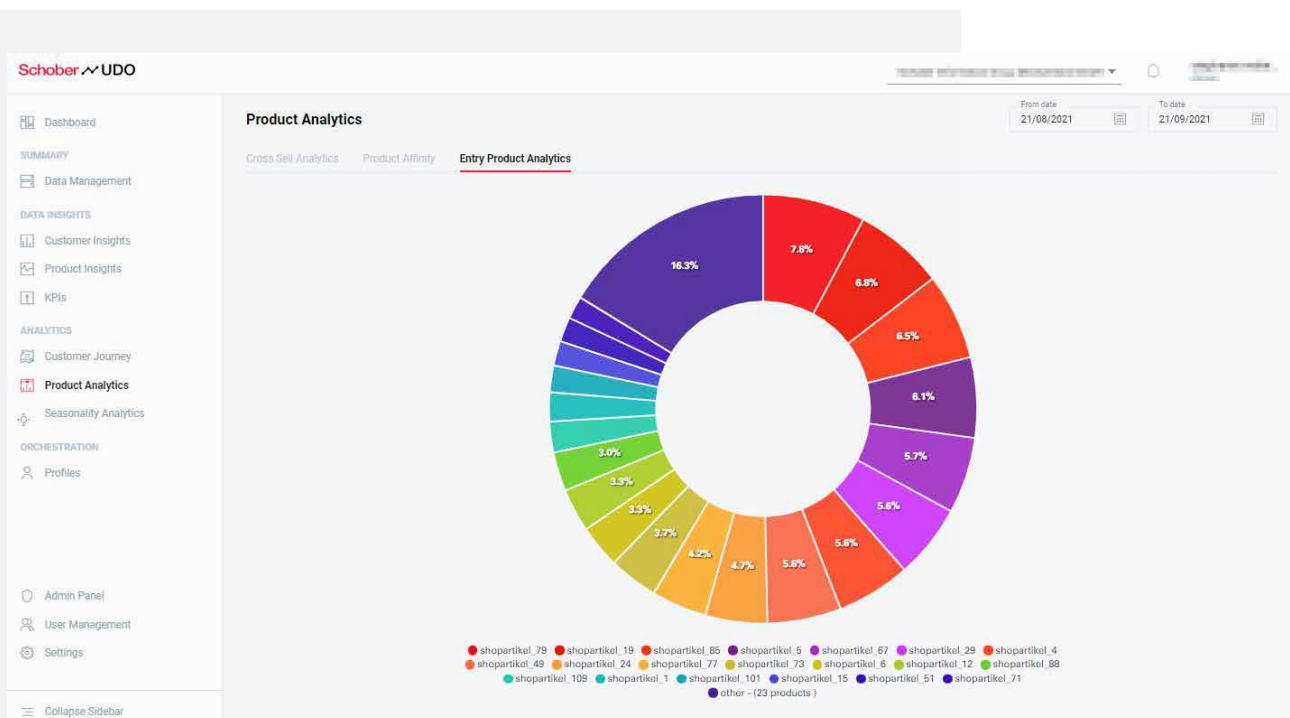 Schober UDO
Dashboard
SUMMARY
Data Management
DATA INSIGHTS
Customer Insights
Product Insights
KPIs
ANALYTICS
Customer Journey
Product Analytics
Seasonality Analytics
ORCHESTRATION
Profiles
Admin Panel
User Management
Settings
Collapse Sidebar
Product Analytics
From date
21/08/2021
To date
21/09/2021
Cross Sell Analytics Product Affinity Entry Product Analytics
7.8%
6.8%
6.5%
6.1%
5.7%
5.6%
5.6%
5.6%
4.7%
4.2%
3.7%
3.3%
3.3%
3.0%
16.3%
shopartikel_79 shopartikel_19 shopartikel_85 shopartikel_5 shopartikel_67 shopartikel_29 shopartikel_4
shopartikel_49 shopartikel_24 shopartikel_77 shopartikel_73 shopartikel_6 shopartikel_12 shopartikel_88
shopartikel_109 shopartikel_1 shopartikel_101 shopartikel_15 shopartikel_51 shopartikel_71
other - (23 products )